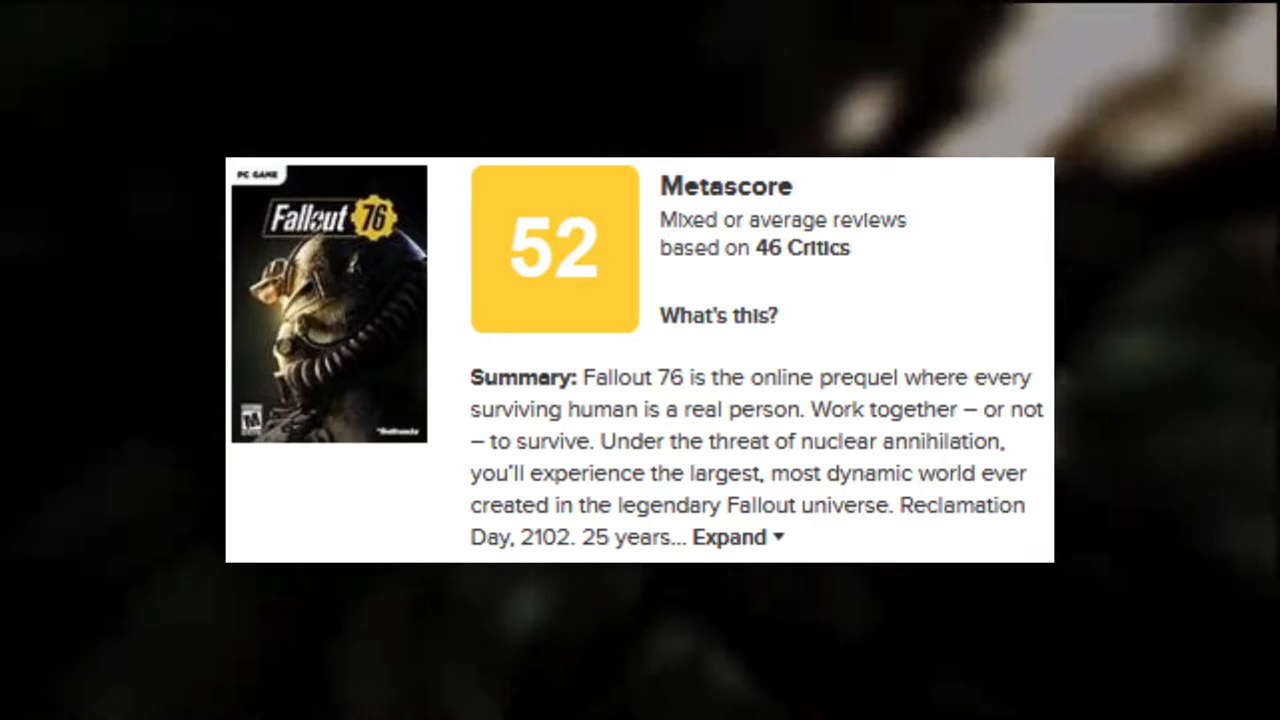 PC GAME
Fallout 76
M
Bethesda
52
Metascore
Mixed or average reviews
based on 46 Critics
What's this?
Summary: Fallout 76 is the online prequel where every
surviving human is a real person. Work together – or not
– to survive. Under the threat of nuclear annihilation,
you'll experience the largest, most dynamic world ever
created in the legendary Fallout universe. Reclamation
Day, 2102. 25 years... Expand